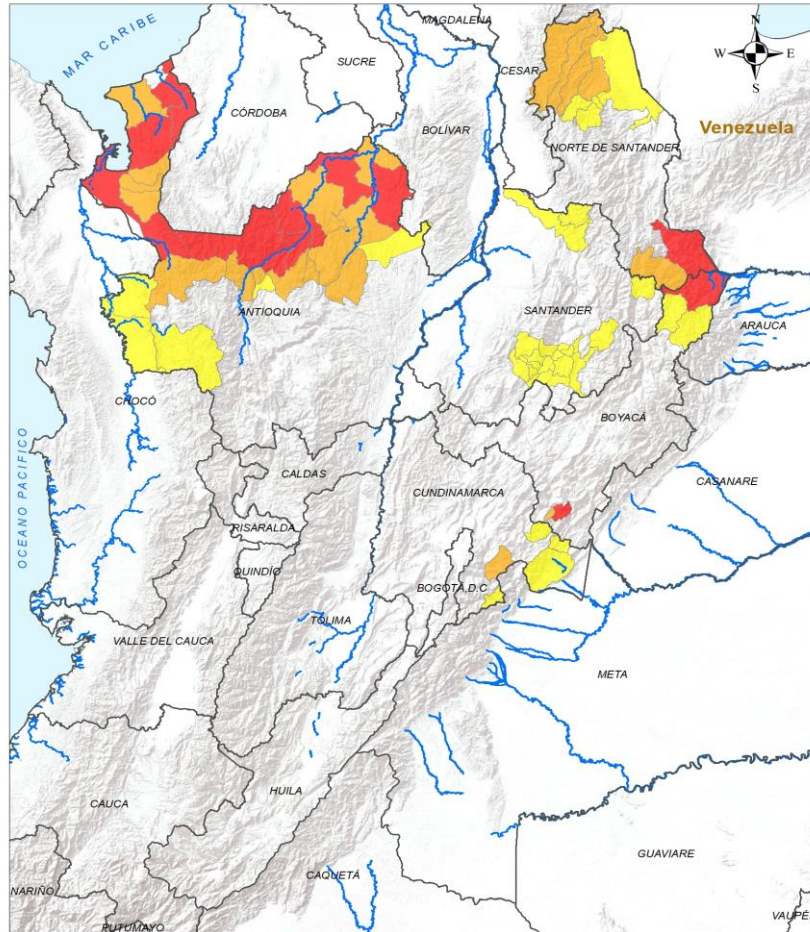 MAGDALENA
N
MAR CARIBE
W E
S
SUCRE
CESAR
CÓRDOBA
BOLÍVAR
Venezuela
NORTE DE SANTANDER
ANTIOQUIA
SANTANDER
ARAUCA
CHOCÓ
BOYACÁ
CALDAS
CUNDINAMARCA
CASANARE
OCEANO PACIFICO
RISARALDA
QUINDÍO
BOGOTÁ, D.C
TOLIMA
VALLE DEL CAUCA
META
HUILA
CAUCA
GUAVIARE
CAQUETÁ
NARIÑO
VAUPÉ
PUTUMAYO